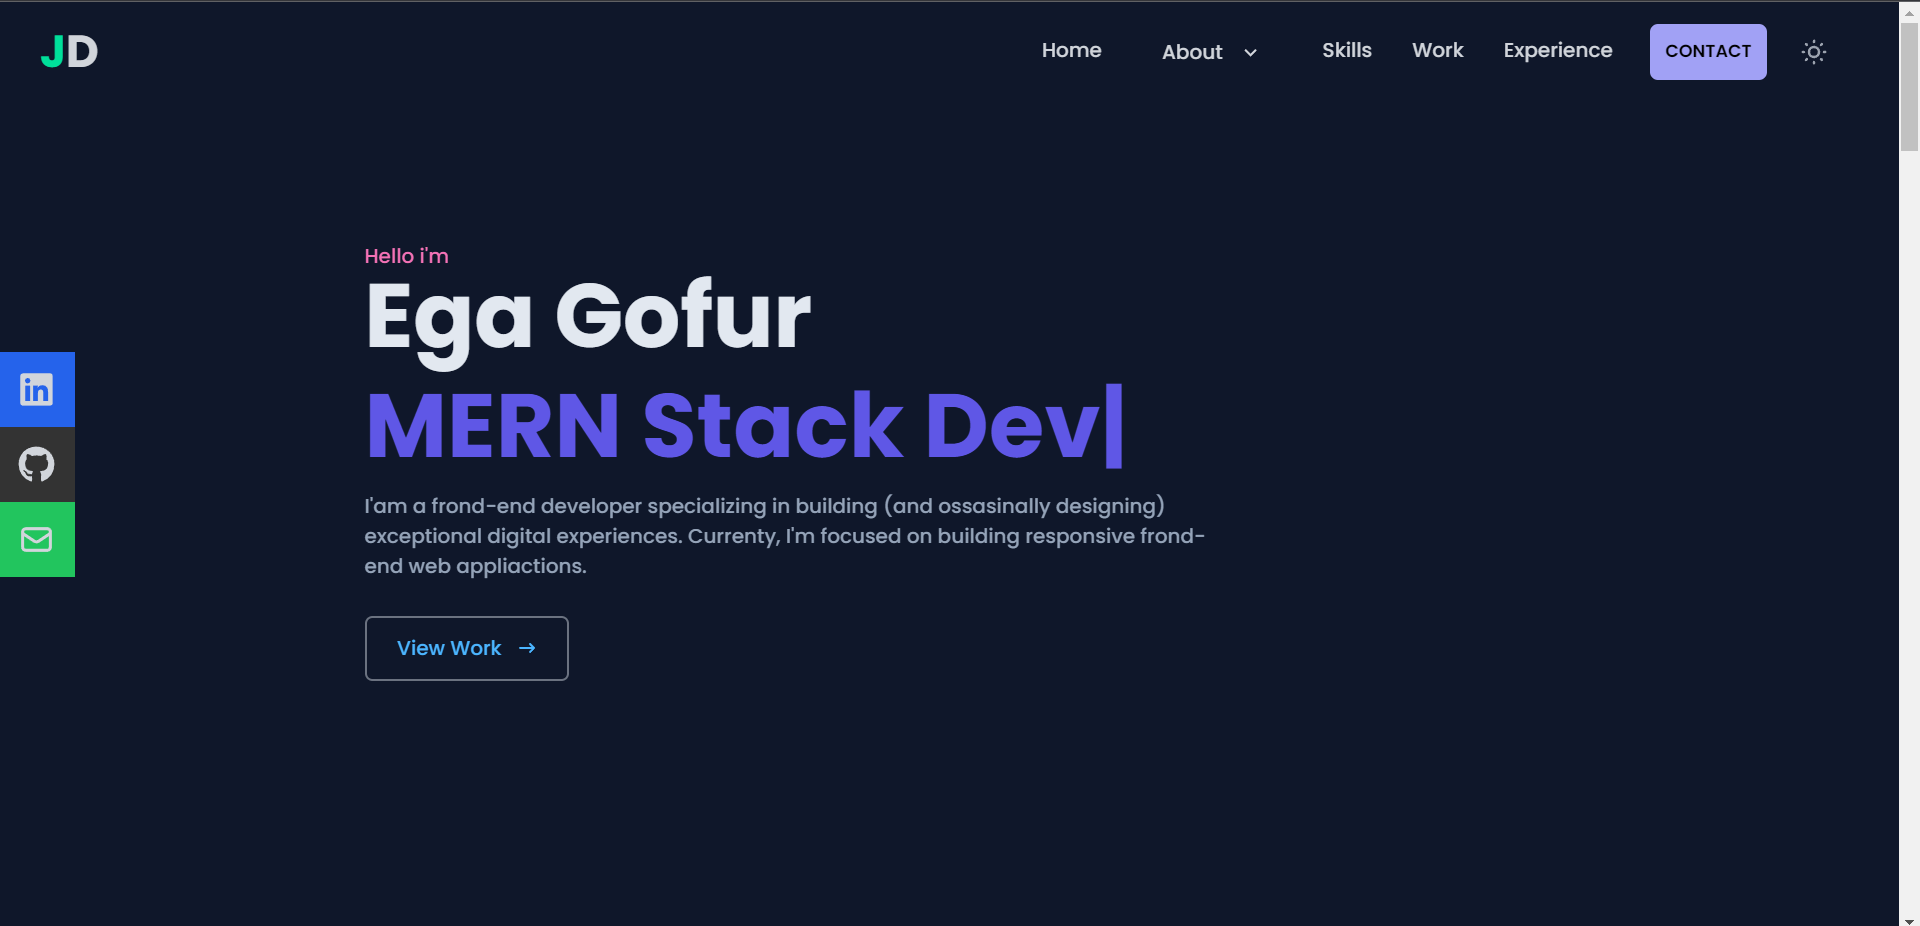 JD
Home About Skills Work Experience CONTACT
Hello i'm
Ega Gofur
MERN Stack Dev|
I'am a frond-end developer specializing in building (and ossasinally designing)
exceptional digital experiences. Currenty, I'm focused on building responsive frond-
end web appliactions.
in
View Work →